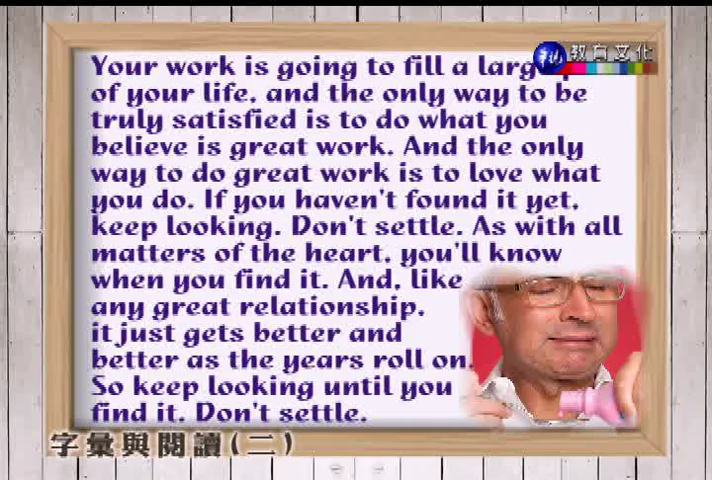 教育文化
Your work is going to fill a large
of your life, and the only way to be
truly satisfied is to do what you
believe is great work. And the only
way to do great work is to love what
you do. If you haven't found it yet,
keep looking. Don't settle. As with all
matters of the heart, you'll know
when you find it. And, like
any great relationship,
it just gets better and
better as the years roll on.
So keep looking until you
find it. Don't settle.
字彙與閱讀(二)